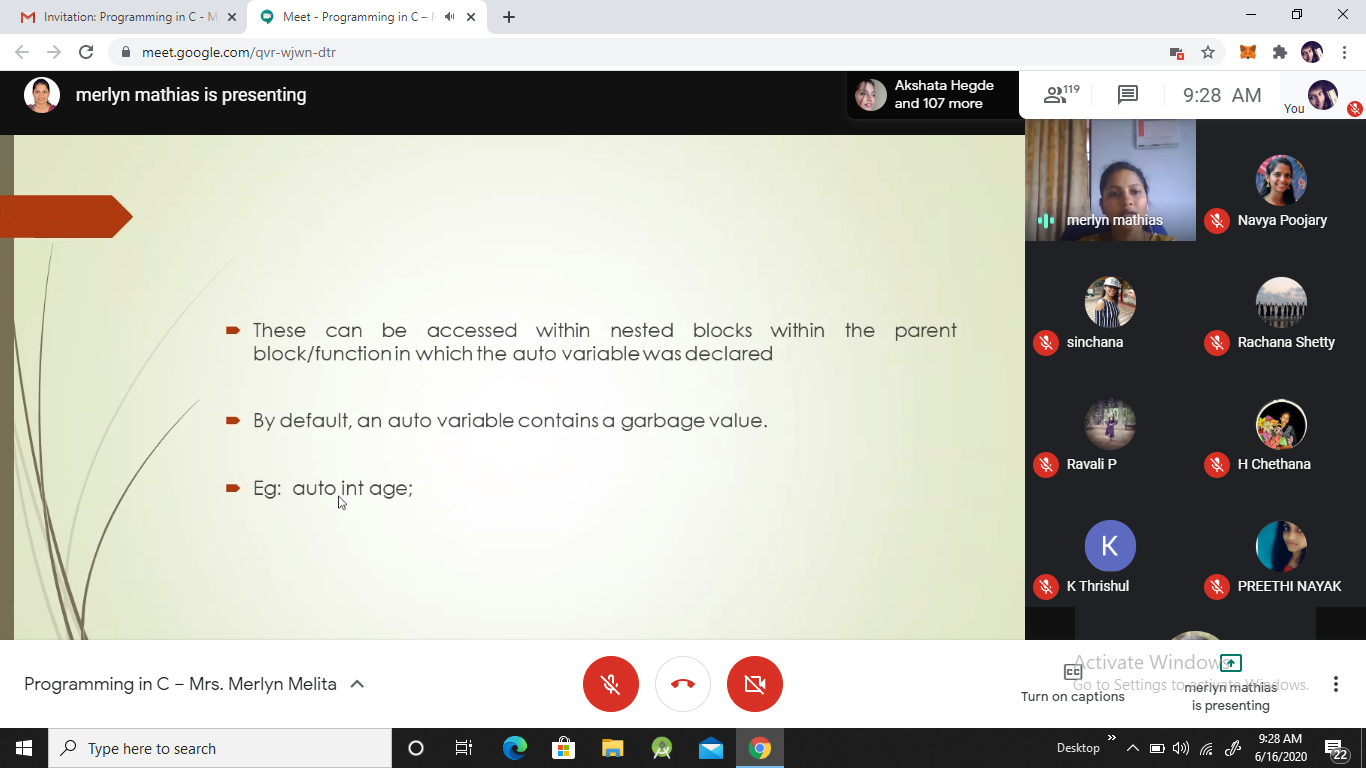 Invitation: Programming in C - M
Meet - Programming in C –
meet.google.com/qvr-wjwn-dtr
merlyn mathias is presenting
Akshata Hegde
and 107 more
119
9:28 AM
You
These can be accessed within nested blocks within the parent
block/function in which the auto variable was declared
By default, an auto variable contains a garbage value.
Eg: auto int age;
merlyn mathias
Navya Poojary
sinchana
Rachana Shetty
Ravali P
H Chethana
K
K Thrishul
PREETHI NAYAK
Programming in C – Mrs. Merlyn Melita
CC
Turn on captions
merlyn mathias
is presenting
Activate Windows
Go to Settings to activate Windows.
Type here to search
Desktop
9:28 AM
6/16/2020
22